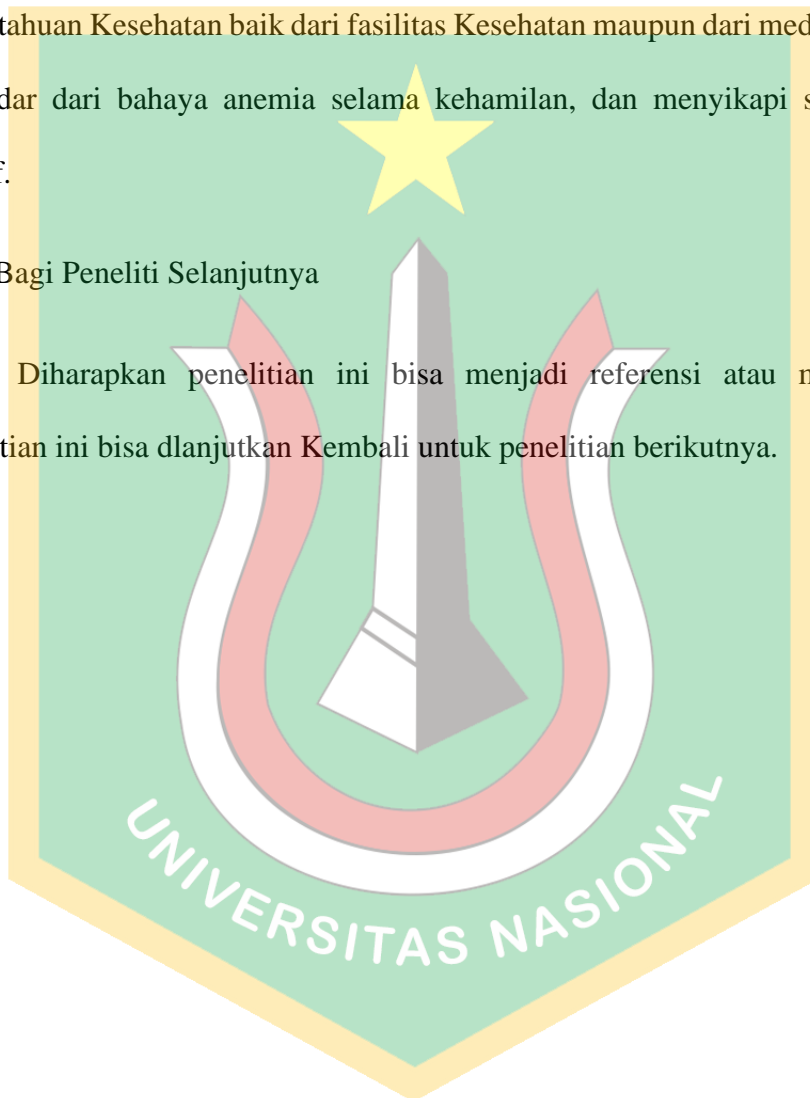 tahuan Kesehatan baik dari fasilitas Kesehatan maupun dari med
dar dari bahaya anemia selama kehamilan, dan menyikapi s
f.
Bagi Peneliti Selanjutnya
Diharapkan penelitian ini bisa menjadi referensi atau m
tian ini bisa dlanjutkan Kembali untuk penelitian berikutnya.
UNIVERSITAS NASIONAL